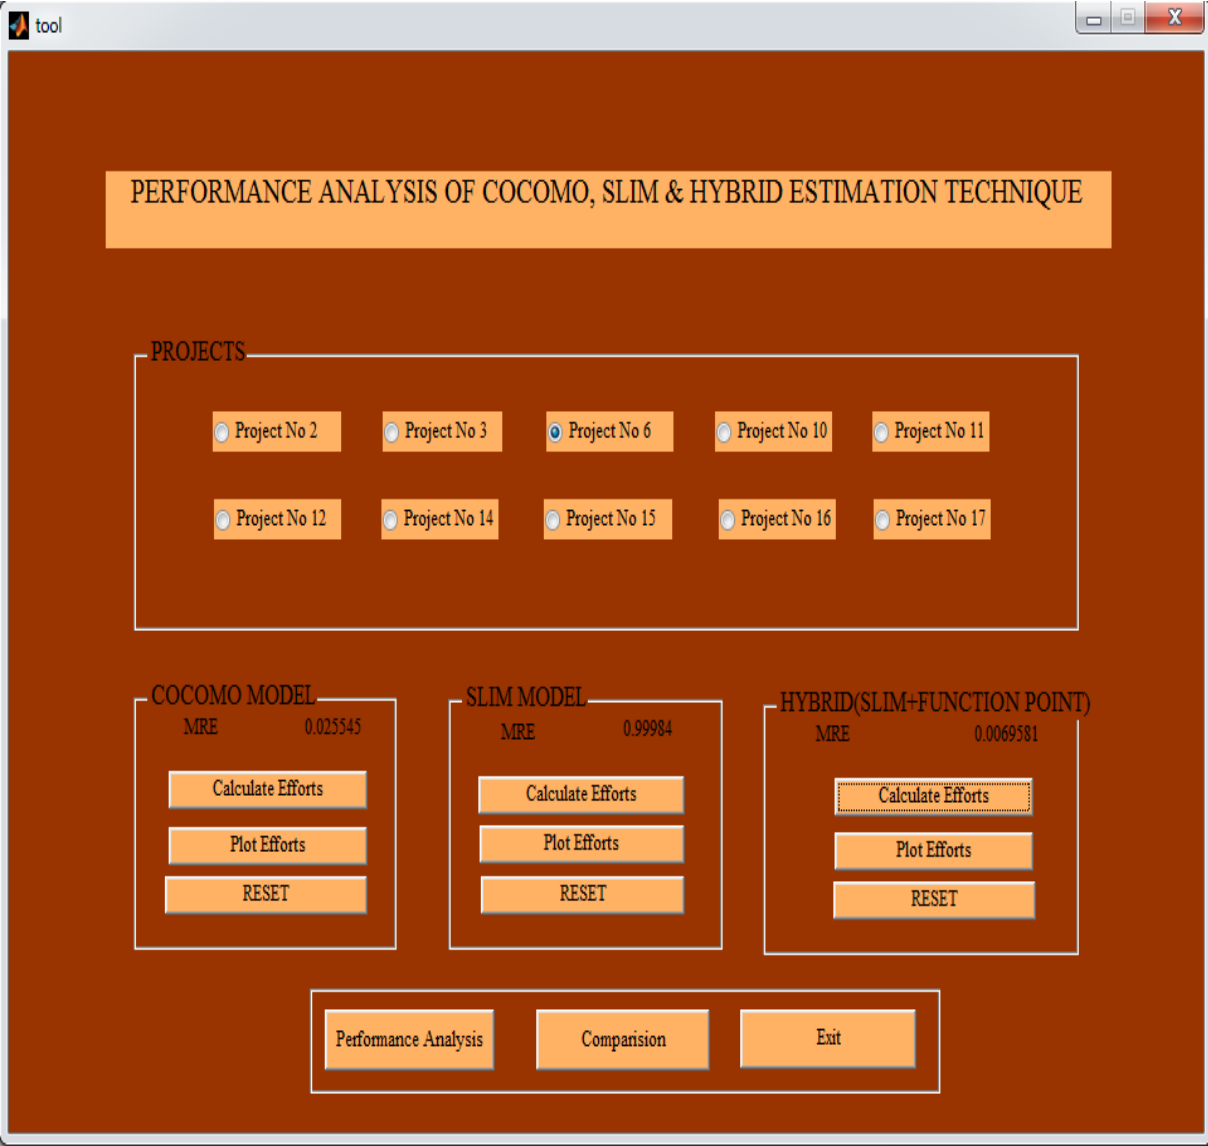 tool
PERFORMANCE ANALYSIS OF COCOMO, SLIM & HYBRID ESTIMATION TECHNIQUE
PROJECTS
Project No 2
Project No 3
Project No 6
Project No 10
Project No 11
Project No 12
Project No 14
Project No 15
Project No 16
Project No 17
COCOMO MODEL
MRE 0.025545
Calculate Efforts
Plot Efforts
RESET
SLIM MODEL
MRE 0.99984
Calculate Efforts
Plot Efforts
RESET
HYBRID(SLIM+FUNCTION POINT)
MRE 0.0069581
Calculate Efforts
Plot Efforts
RESET
Performance Analysis
Comparision
Exit